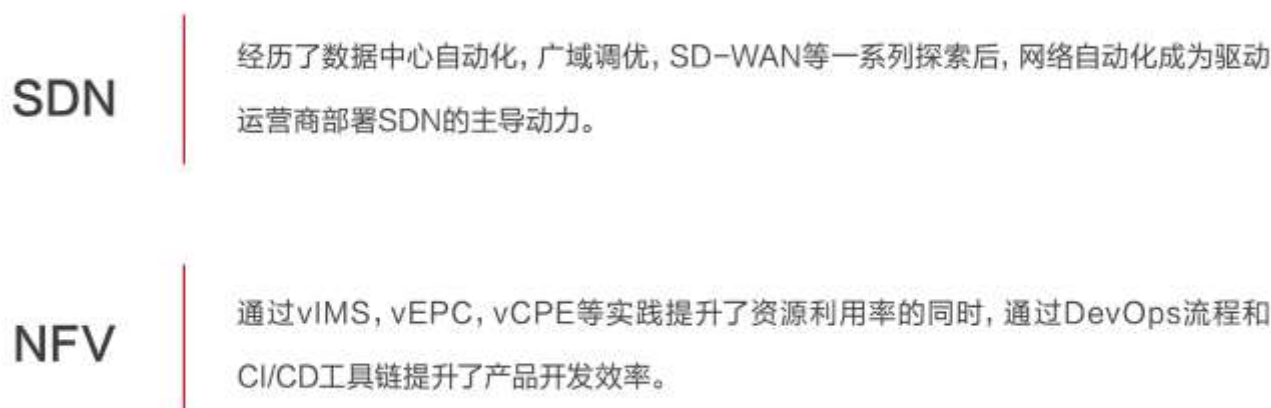 SDN
经历了数据中心自动化, 广域调优, SD-WAN等一系列探索后, 网络自动化成为驱动
运营商部署SDN的主导动力。
NFV
通过vIMS, vEPC, vCPE等实践提升了资源利用率的同时, 通过DevOps流程和
CI/CD工具链提升了产品开发效率。